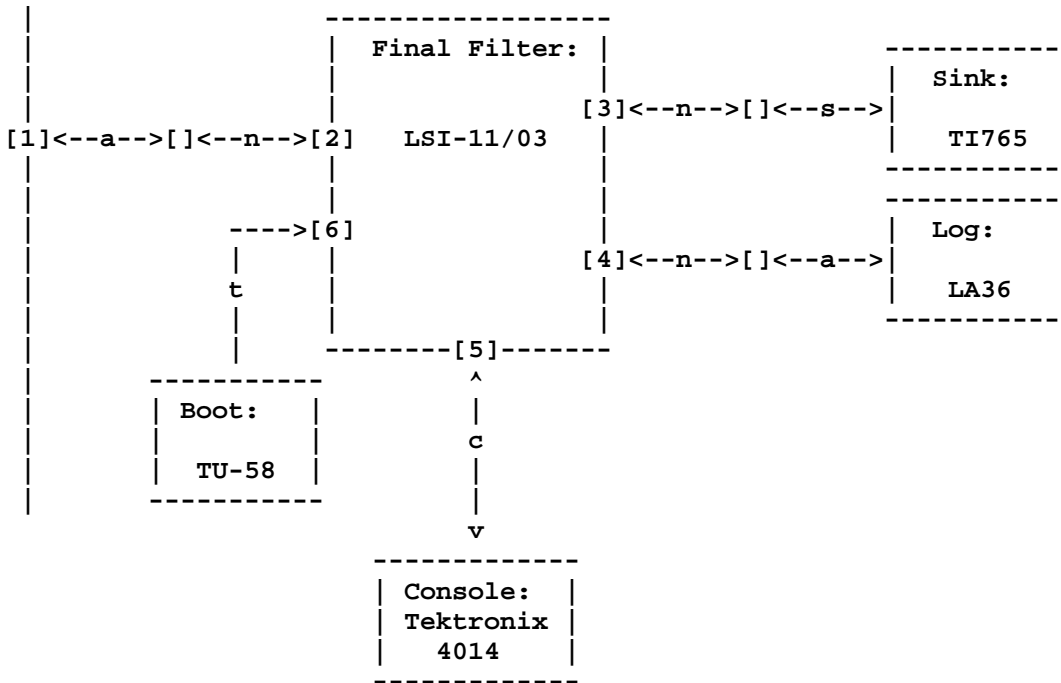 Final Filter:
Sink:
[3]<--n-->[]<--s-->
[1]<--a-->[]<--n-->[2] LSI-11/03 TI765
---->[6] Log:
[4]<--n-->[]<--a-->
t LA36
[5]
^
Boot:
c
TU-58
v
Console:
Tektronix
4014